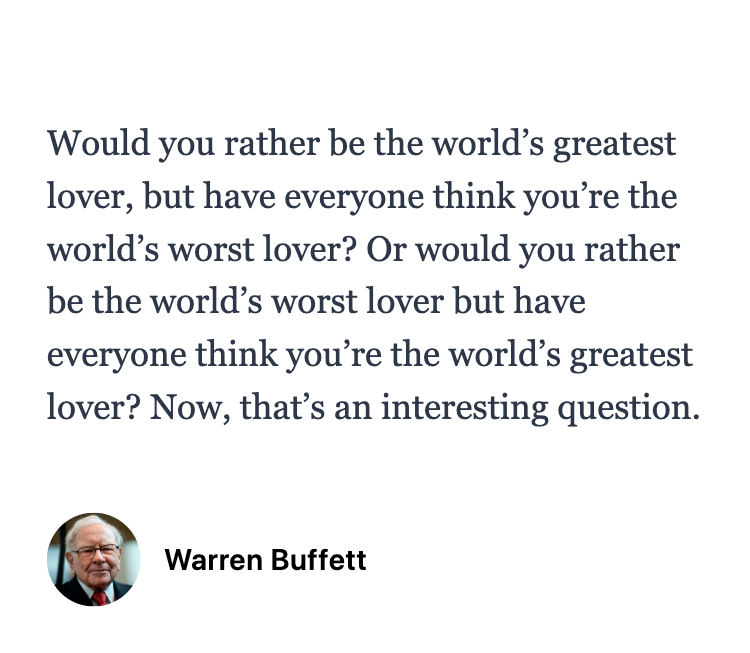 Would you rather be the world’s greatest
lover, but have everyone think you’re the
world’s worst lover? Or would you rather
be the world’s worst lover but have
everyone think you’re the world’s greatest
lover? Now, that’s an interesting question.
Warren Buffett